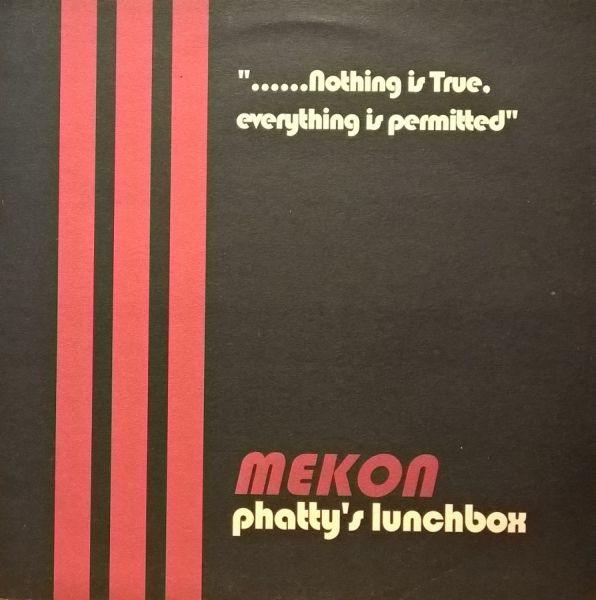 "......Nothing is True.
everything is permitted"
MEKON
phatty's lunchbox